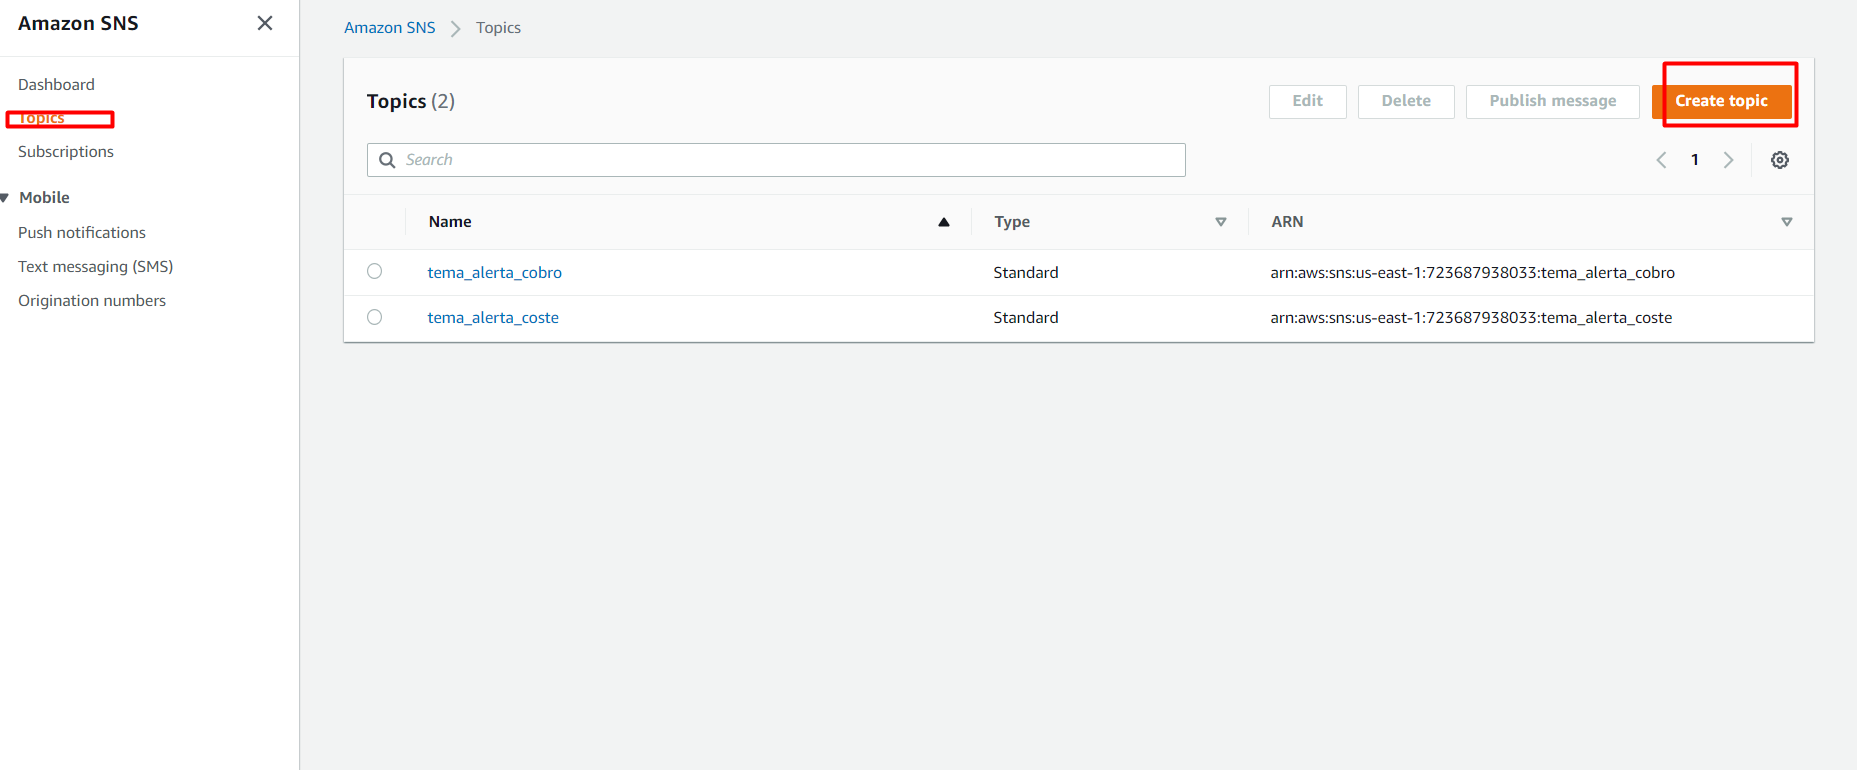 Amazon SNS
Dashboard
Topics
Subscriptions
Mobile
Push notifications
Text messaging (SMS)
Origination numbers
Amazon SNS Topics
Topics (2)
Edit Delete Publish message Create topic
Search
1
Name Type ARN
tema_alerta_cobro Standard arn:aws:sns:us-east-1:723687938033:tema_alerta_cobro
tema_alerta_coste Standard arn:aws:sns:us-east-1:723687938033:tema_alerta_coste